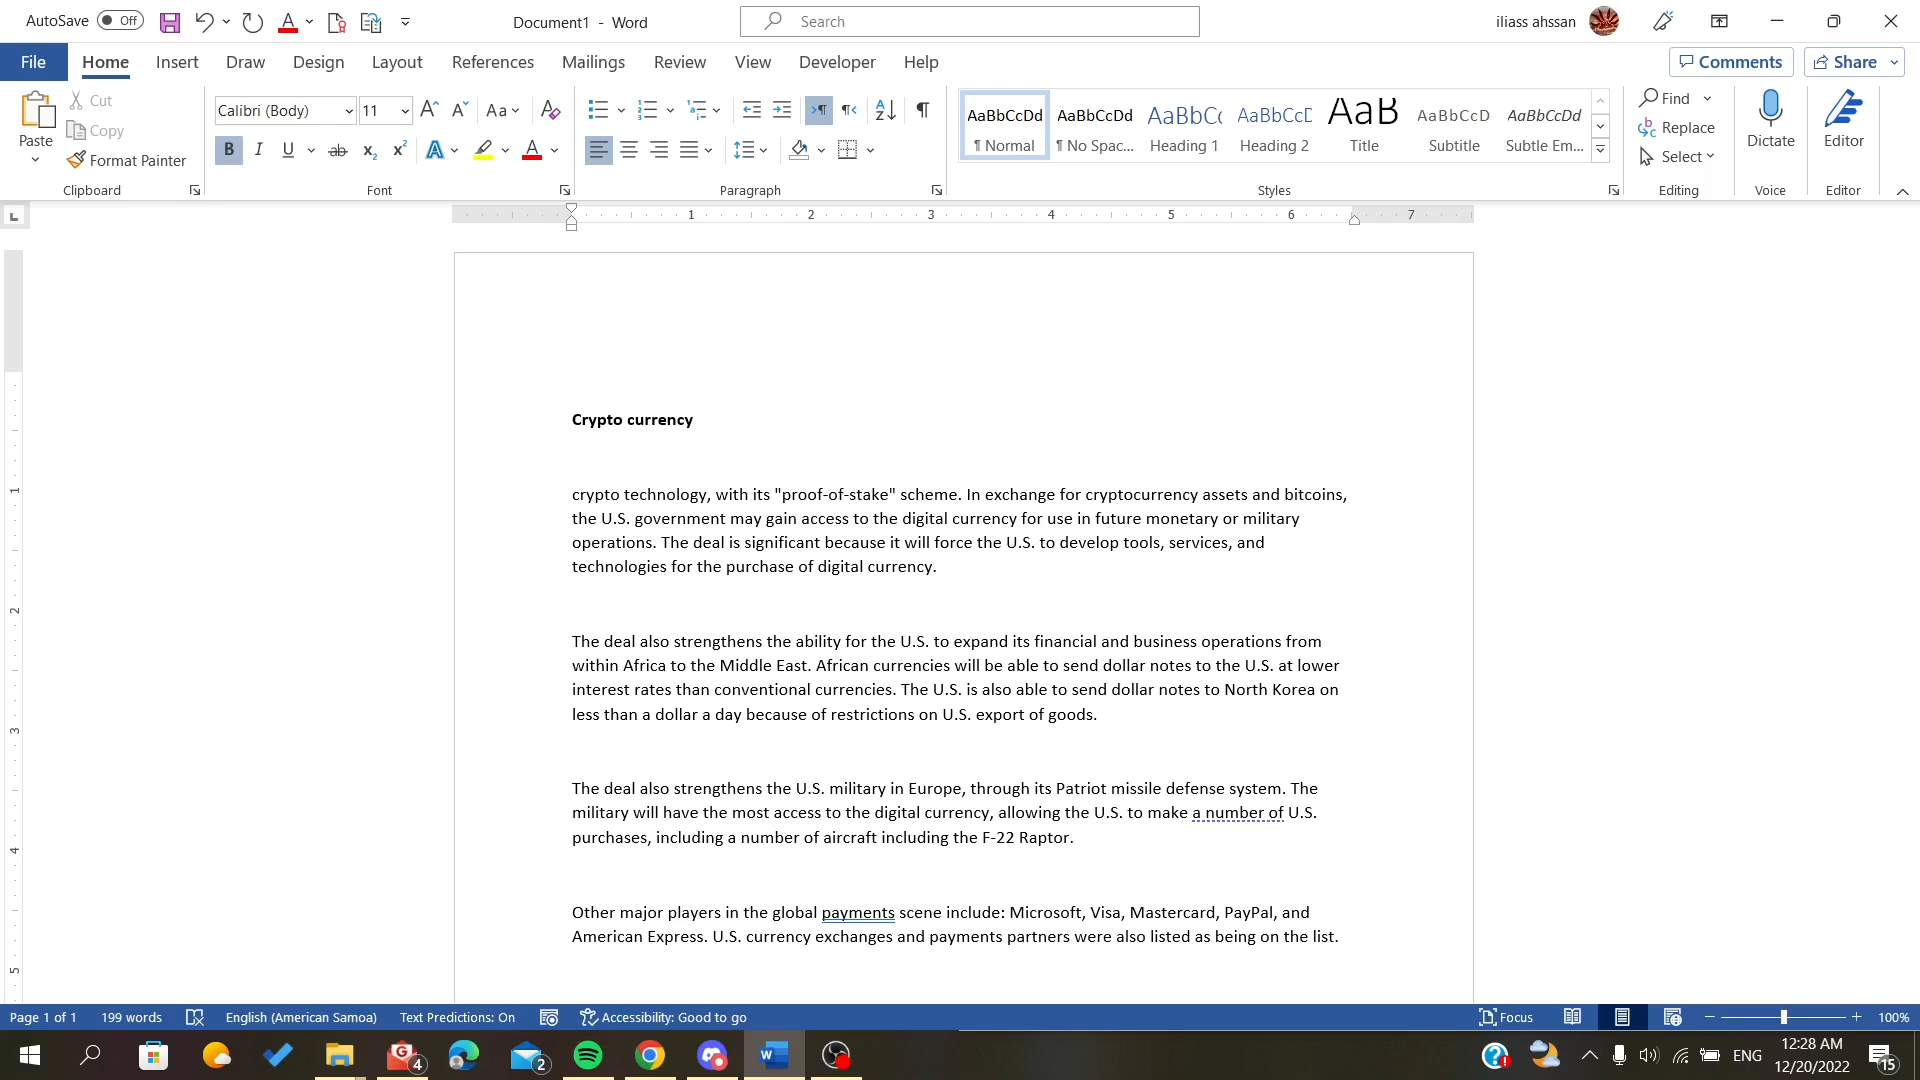 AutoSave Off Document1 - Word Search iliass ahssan
File Home Insert Draw Design Layout References Mailings Review View Developer Help Comments Share
Paste Cut Copy Format Painter
Clipboard
Calibri (Body) 11
Font
Paragraph
AaBbCcDd AaBbCcDd AaBbCc AaBbCcE AaB AaBbCcD AaBbCcDd
¶ Normal ¶ No Spac... Heading 1 Heading 2 Title Subtitle Subtle Em...
Styles
Find
Replace
Select
Editing
Dictate
Voice
Editor
Editor
1 2 3 4 5 6 7
Crypto currency
crypto technology, with its "proof-of-stake" scheme. In exchange for cryptocurrency assets and bitcoins,
the U.S. government may gain access to the digital currency for use in future monetary or military
operations. The deal is significant because it will force the U.S. to develop tools, services, and
technologies for the purchase of digital currency.
The deal also strengthens the ability for the U.S. to expand its financial and business operations from
within Africa to the Middle East. African currencies will be able to send dollar notes to the U.S. at lower
interest rates than conventional currencies. The U.S. is also able to send dollar notes to North Korea on
less than a dollar a day because of restrictions on U.S. export of goods.
The deal also strengthens the U.S. military in Europe, through its Patriot missile defense system. The
military will have the most access to the digital currency, allowing the U.S. to make a number of U.S.
purchases, including a number of aircraft including the F-22 Raptor.
Other major players in the global payments scene include: Microsoft, Visa, Mastercard, PayPal, and
American Express. U.S. currency exchanges and payments partners were also listed as being on the list.
Page 1 of 1 199 words English (American Samoa) Text Predictions: On Accessibility: Good to go Focus 100%
4 2 ENG 12:28 AM
12/20/2022 15